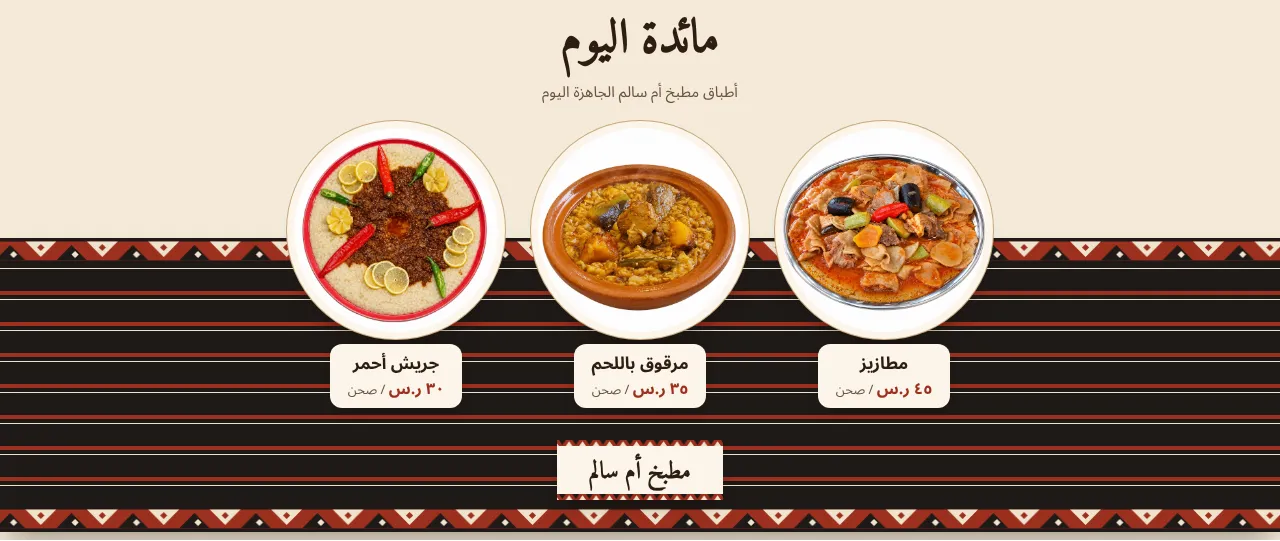 مائدة اليوم
أطباق مطبخ أم سالم الجاهزة اليوم
مطازيز
٤٥ ر.س / صحن
مرقوق باللحم
٣٥ ر.س / صحن
جريش أحمر
٣٠ ر.س / صحن
مطبخ أم سالم